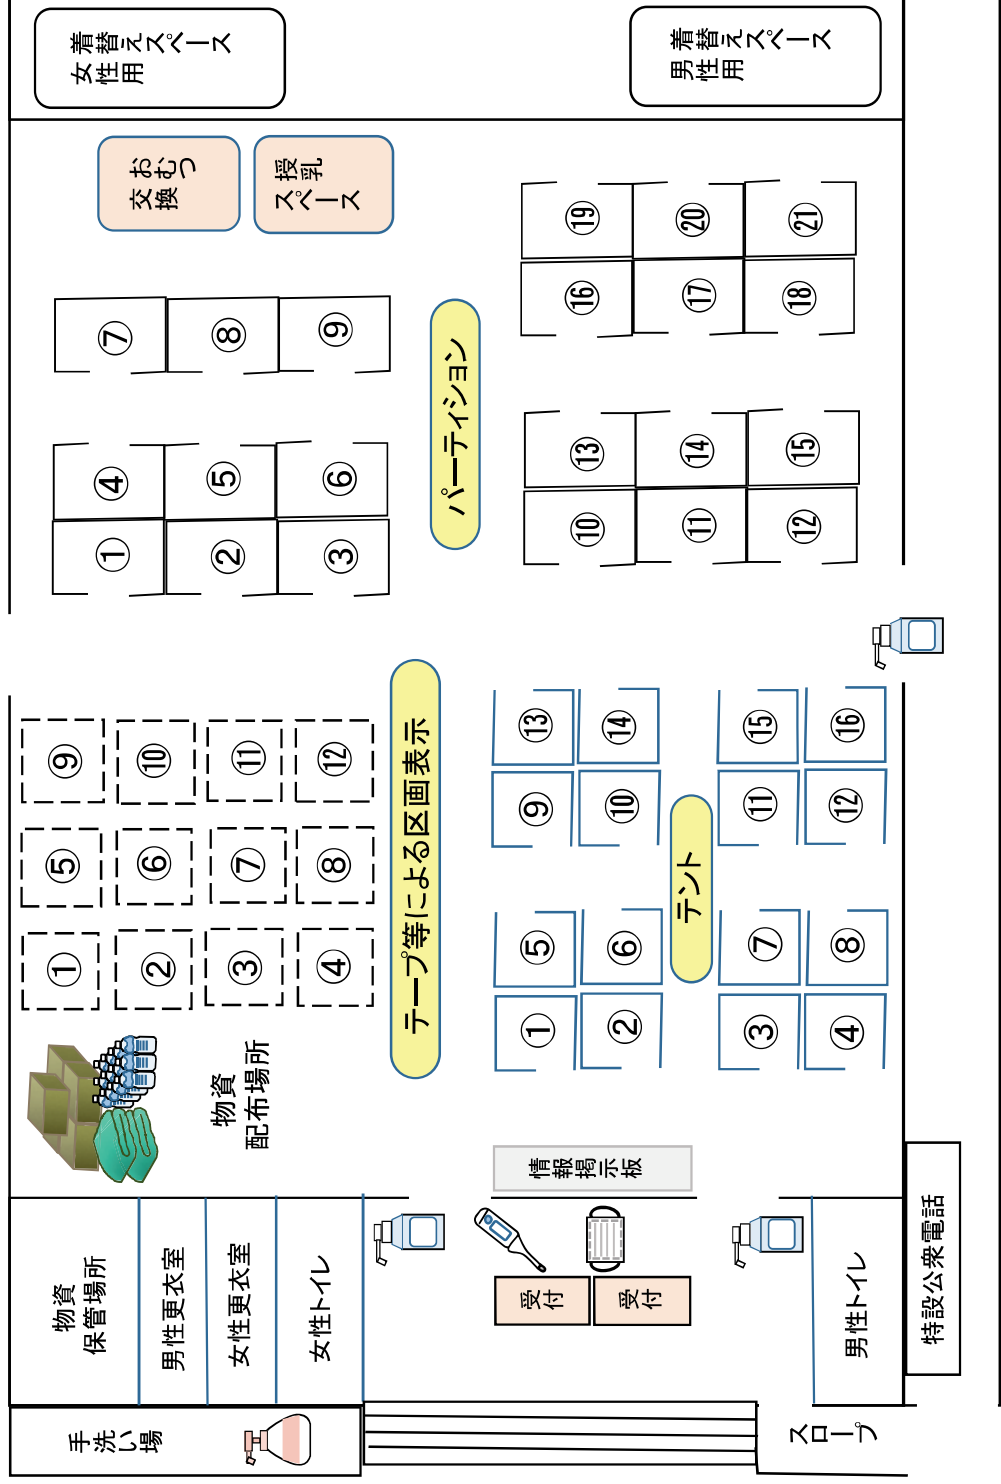 手洗い場
物資
保管場所
男性更衣室
女性更衣室
女性トイレ
受付
受付
男性トイレ
スロープ
特設公衆電話
情報掲示板
物資
配布場所
①
⑤
⑨
②
⑥
⑩
③
⑦
⑪
④
⑧
⑫
テープ等による区画表示
①
⑤
⑨
⑬
②
⑥
⑩
⑭
テント
③
⑦
⑪
⑮
④
⑧
⑫
⑯
①
④
⑦
②
⑤
⑧
③
⑥
⑨
パーティション
⑩
⑬
⑯
⑲
⑪
⑭
⑰
⑳
⑫
⑮
⑱
㉑
おむつ
交換
授乳
スペース
着替えスペース
女性用
着替えスペース
男性用